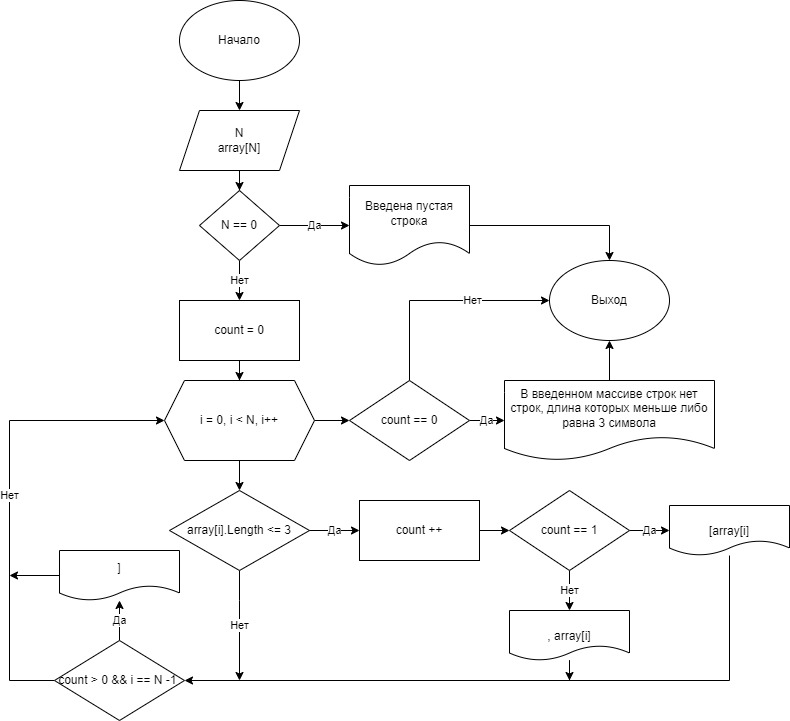 Начало
N
array[N]
N == 0
Да
Введена пустая
строка
Нет
count = 0
Нет
Выход
i = 0, i < N, i++
count == 0
Да
В введенном массиве строк нет
строк, длина которых меньше либо
равна 3 символа
Нет
array[i].Length <= 3
Да
count ++
count == 1
Да
[array[i]
]
Нет
Да
Нет
, array[i]
count > 0 && i == N -1